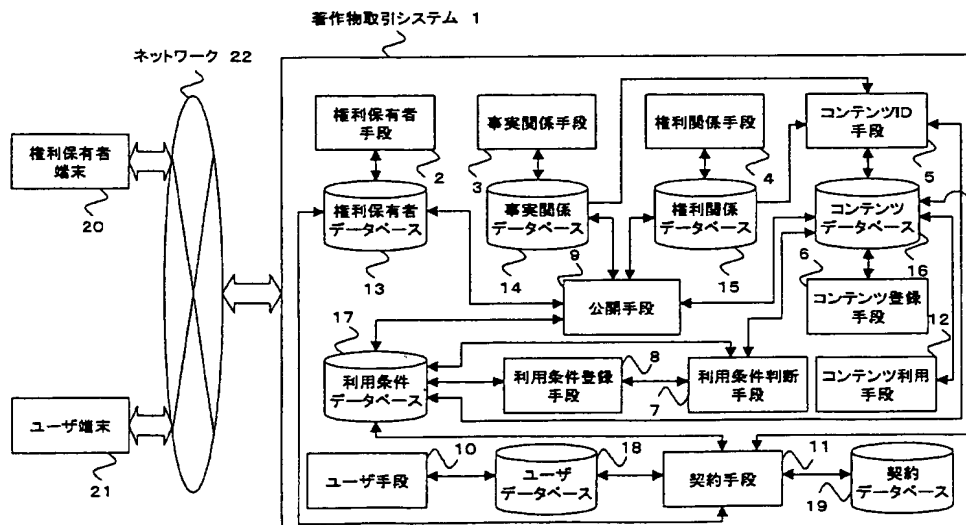 著作物取引システム 1
ネットワーク 22
権利保有者
端末
20
ユーザ端末
21
権利保有者
手段
2
事実関係手段
3
権利関係手段
4
コンテンツID
手段
5
権利保有者
データベース
13
事実関係
データベース
14
権利関係
データベース
15
コンテンツ
データベース
16
9
公開手段
6
コンテンツ登録
手段
17
利用条件
データベース
8
利用条件登録
手段
7
利用条件判断
手段
12
コンテンツ利用
手段
10
ユーザ手段
18
ユーザ
データベース
11
契約手段
19
契約
データベース